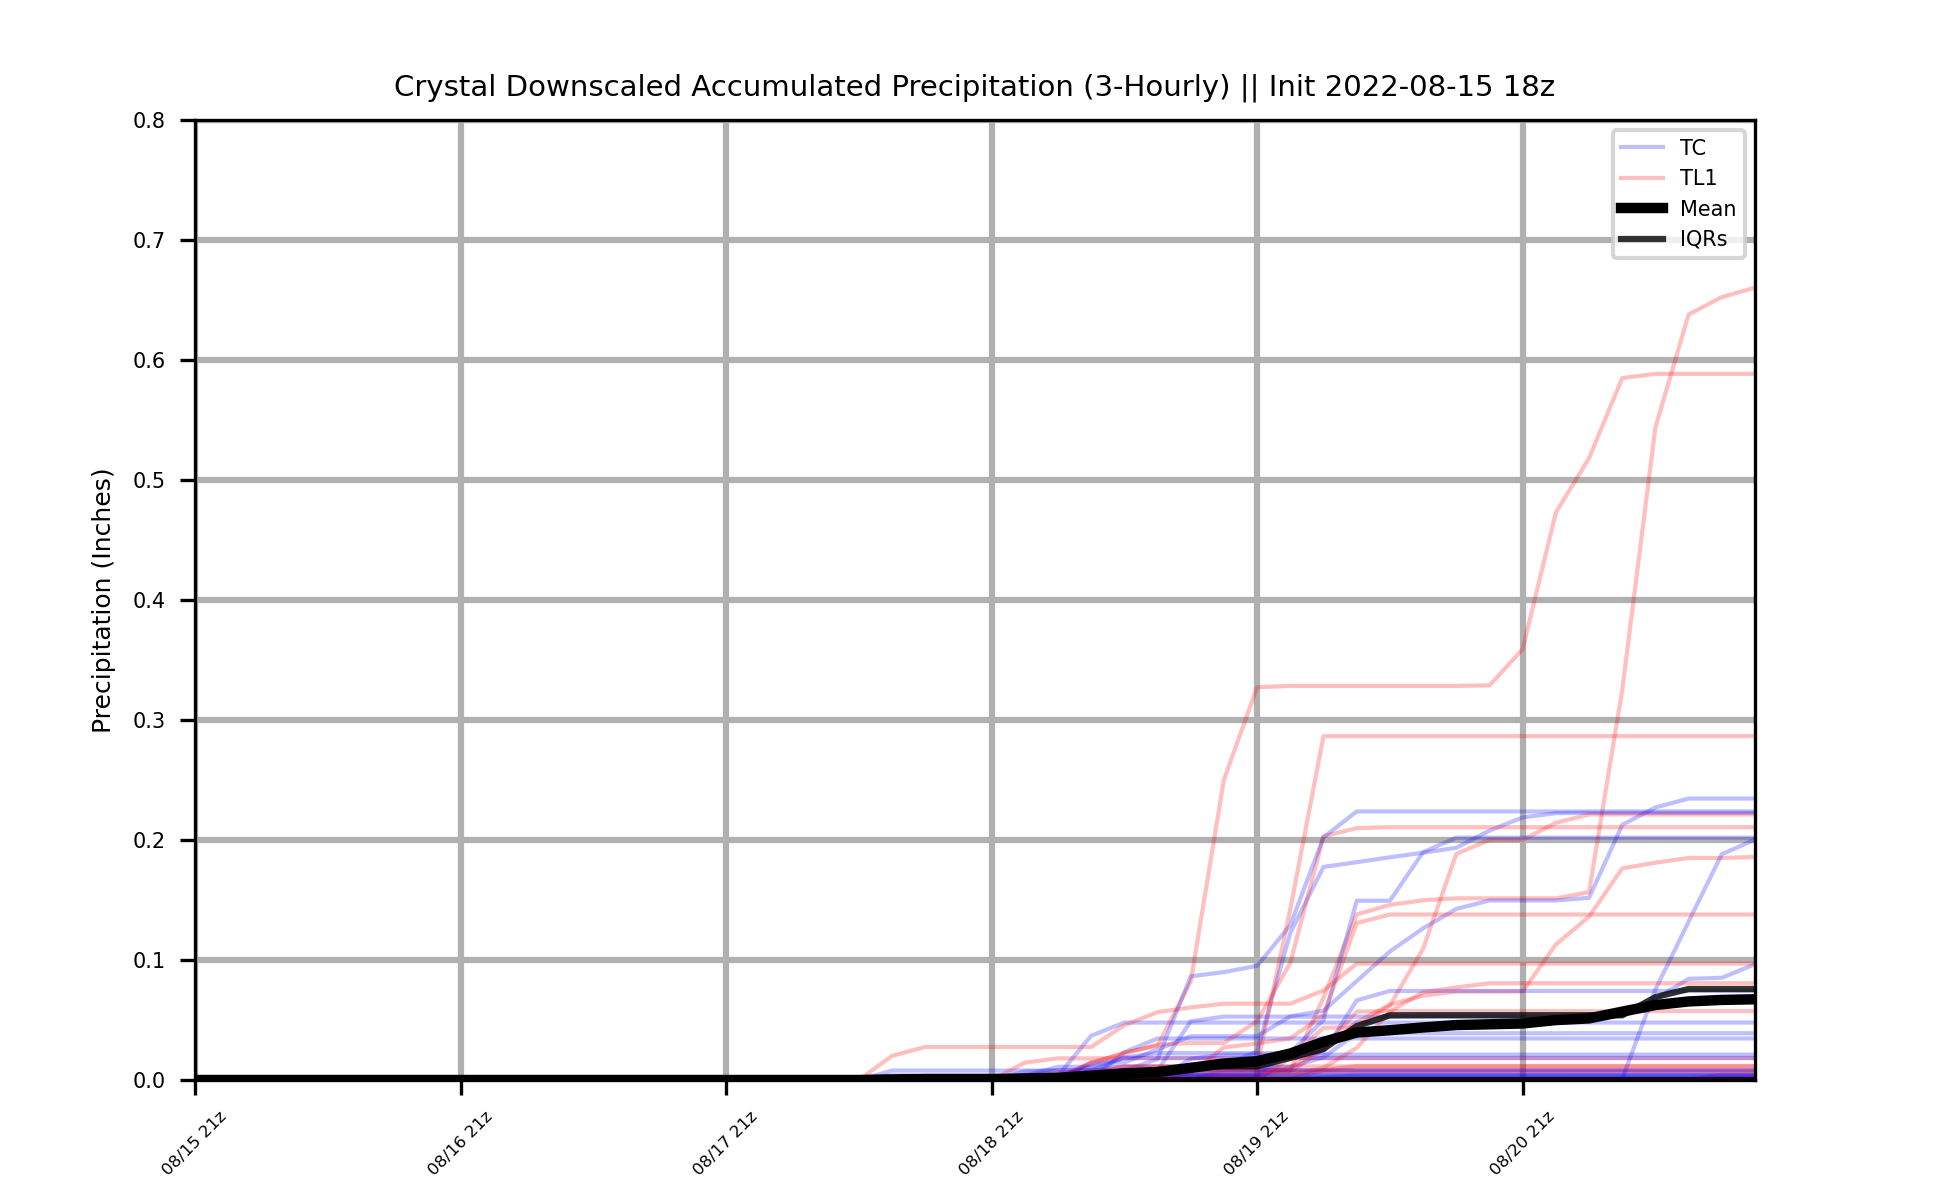 Crystal Downscaled Accumulated Precipitation (3-Hourly) || Init 2022-08-15 18z
TC
TL1
Mean
IQRs
Precipitation (Inches)
0.8
0.7
0.6
0.5
0.4
0.3
0.2
0.1
0.0
08/15 21z
08/16 21z
08/17 21z
08/18 21z
08/19 21z
08/20 21z